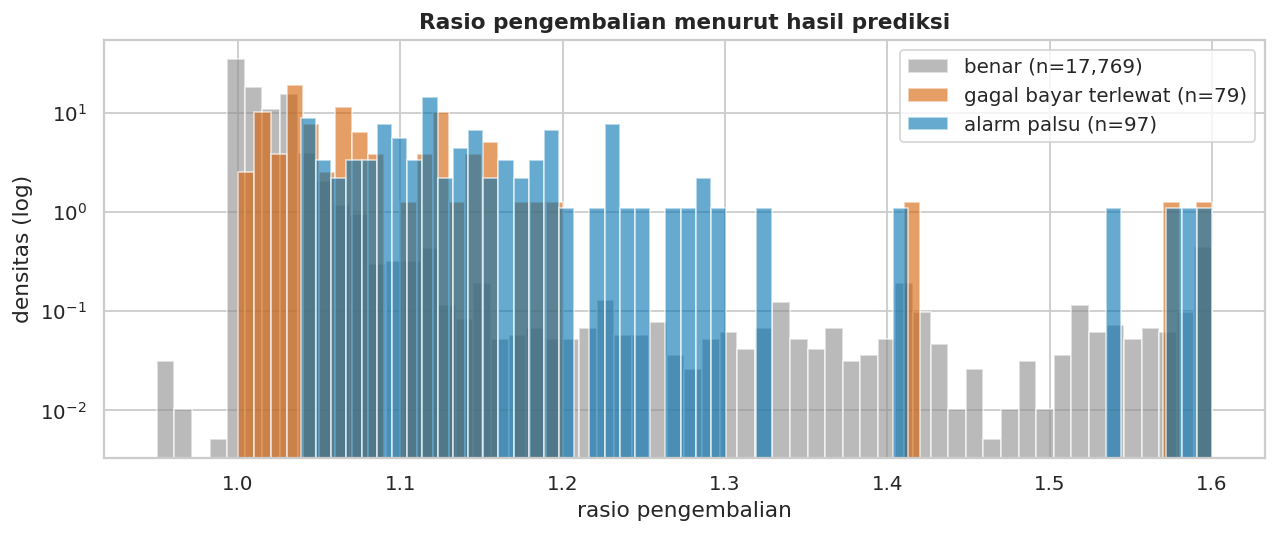 Rasio pengembalian menurut hasil prediksi
benar (n=17,769)
gagal bayar terlewat (n=79)
alarm palsu (n=97)
densitas (log)
10¹
10⁰
10⁻¹
10⁻²
1.0 1.1 1.2 1.3 1.4 1.5 1.6
rasio pengembalian